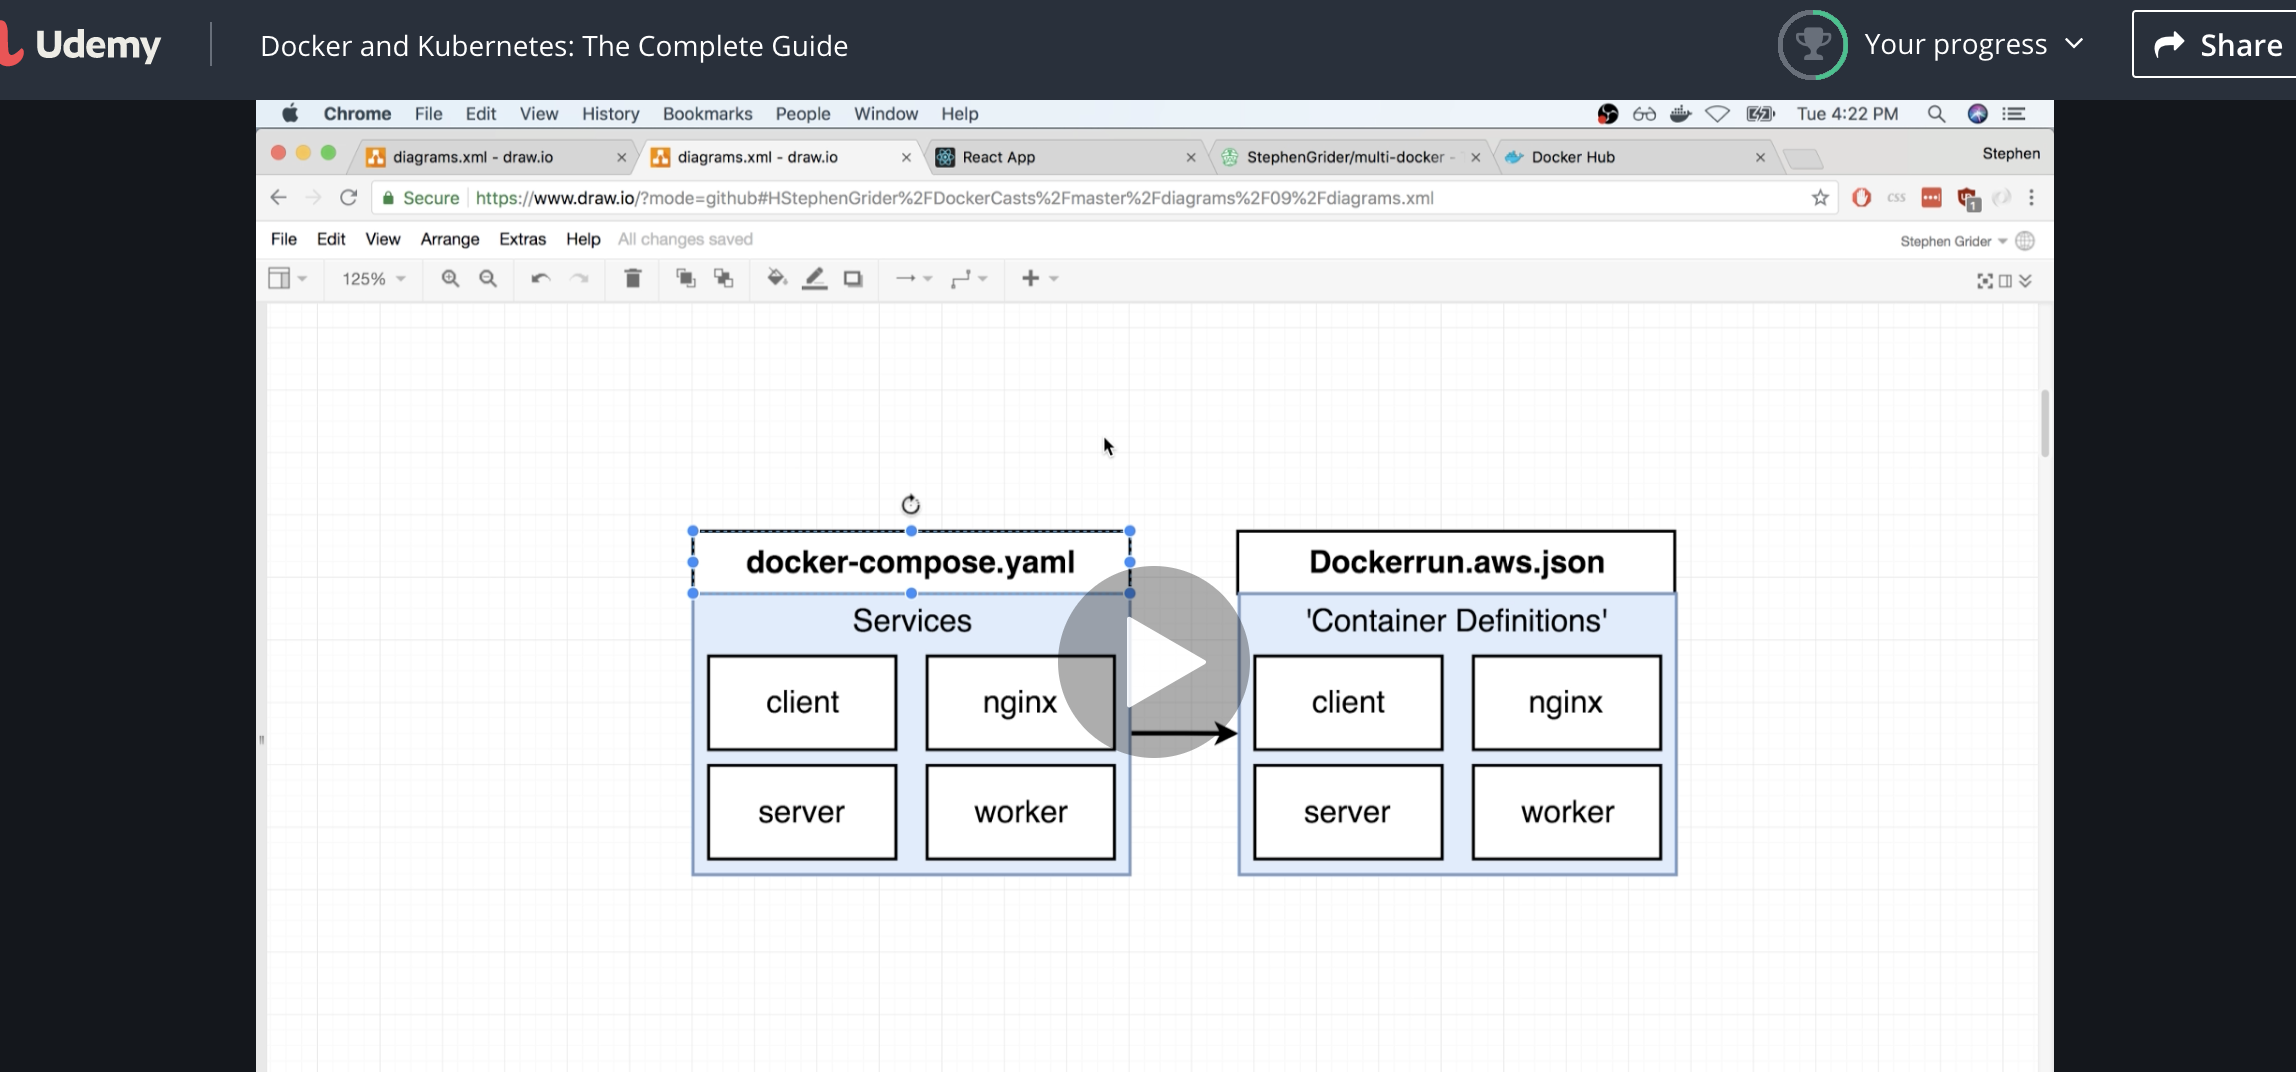 Udemy
Docker and Kubernetes: The Complete Guide
Your progress
Share
Chrome File Edit View History Bookmarks People Window Help
Tue 4:22 PM
diagrams.xml - draw.io
diagrams.xml - draw.io
React App
StephenGrider/multi-docker -
Docker Hub
Stephen
Secure
https://www.draw.io/?mode=github#HStephenGrider%2FDockerCasts%2Fmaster%2Fdiagrams%2F09%2Fdiagrams.xml
css
1
File Edit View Arrange Extras Help All changes saved
Stephen Grider
125%
docker-compose.yaml
Services
client
nginx
server
worker
Dockerrun.aws.json
'Container Definitions'
client
nginx
server
worker